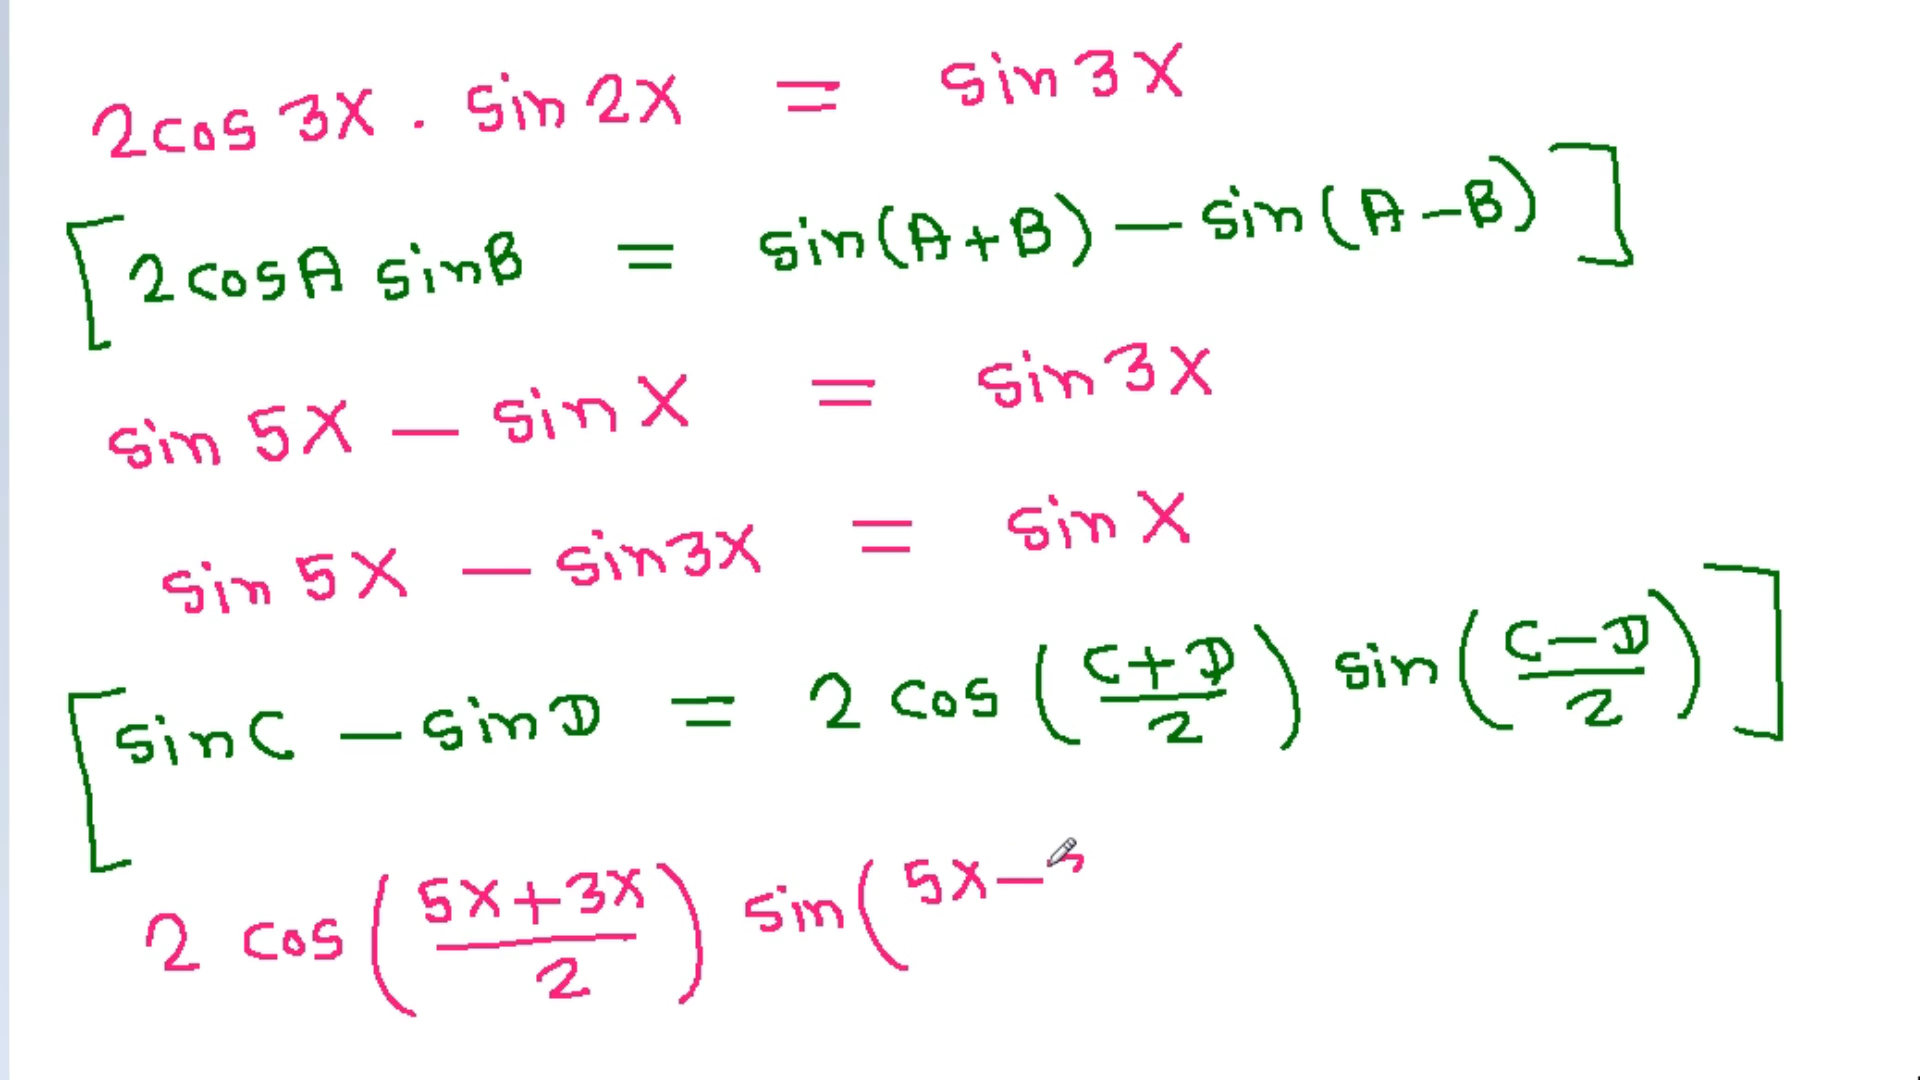 2cos 3x . sin 2x = sin 3x
[2cosA sinB = sin(A+B) – sin(A–B)]
sin 5x – sin x = sin 3x
sin 5x – sin3x = sin x
[sinC – sinD = 2 cos ((C+D)/2) sin ((C–D)/2)]
2 cos ((5x+3x)/2) sin (5x–